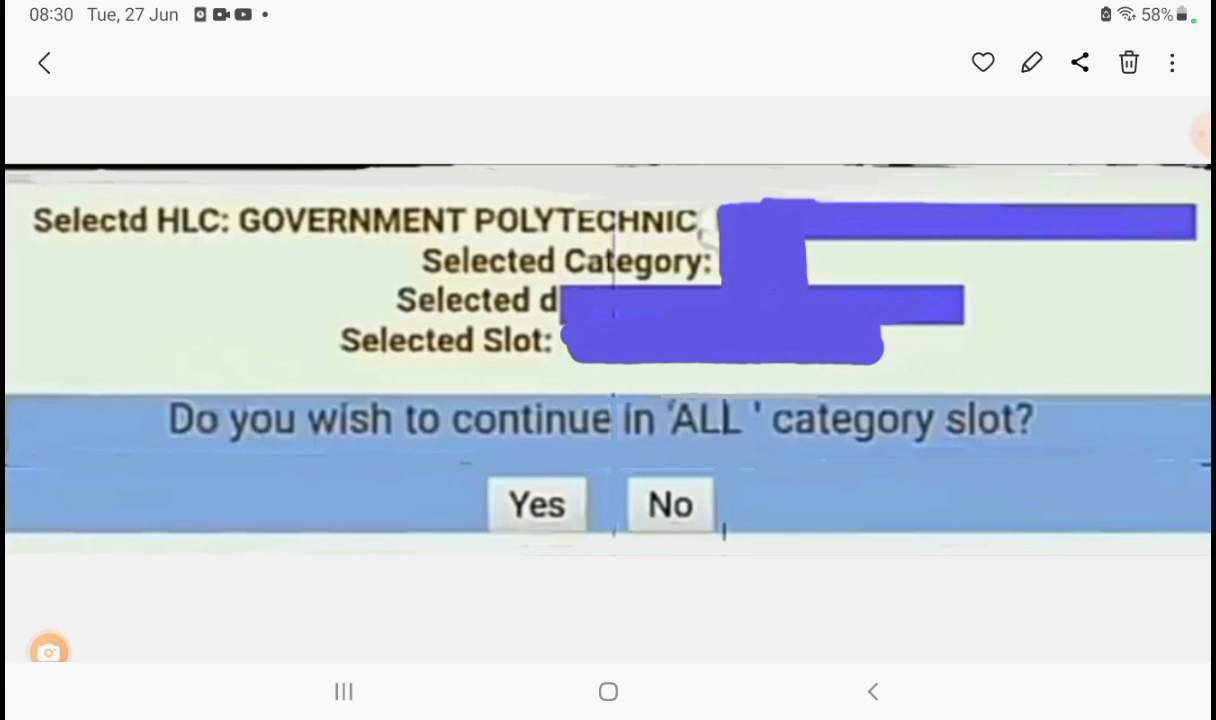 08:30 Tue, 27 Jun
58%
Selectd HLC: GOVERNMENT POLYTECHNIC,
Selected Category:
Selected d
Selected Slot:
Do you wish to continue in 'ALL ' category slot?
Yes No